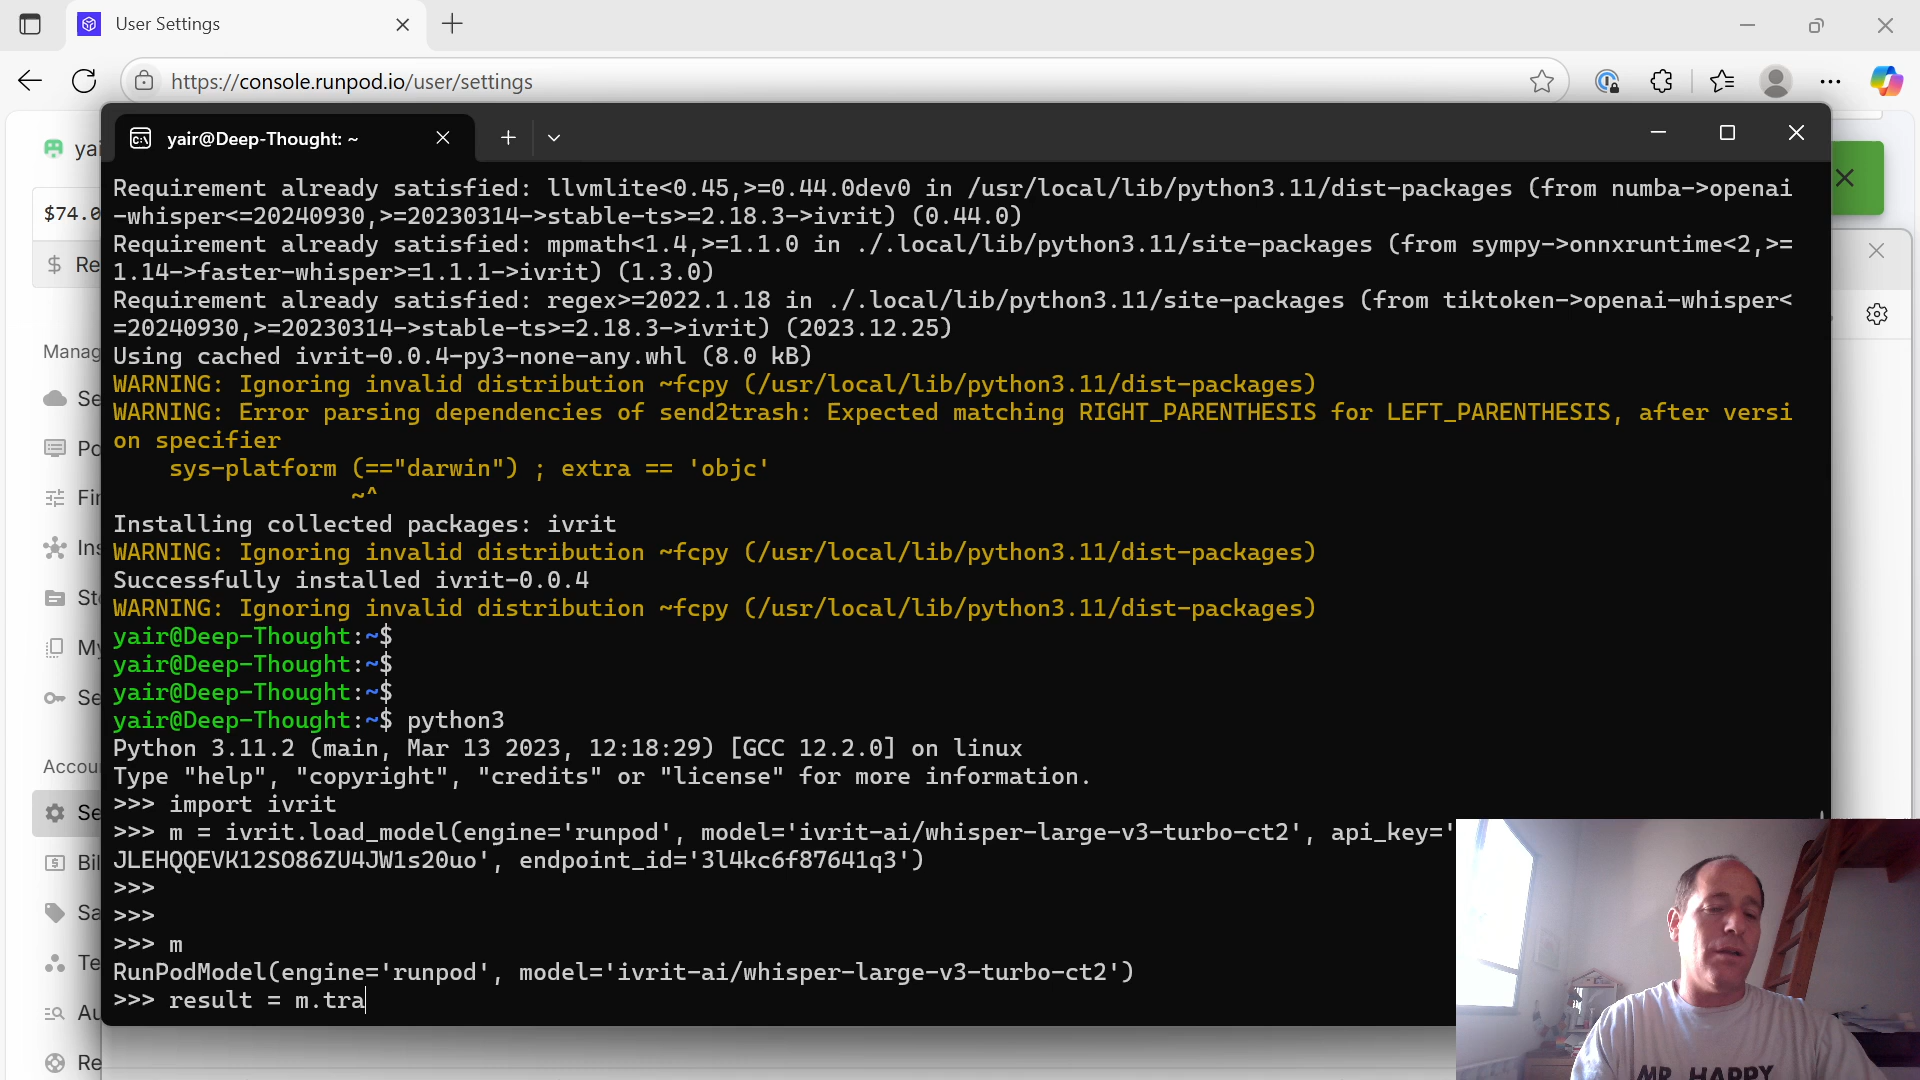 User Settings
https://console.runpod.io/user/settings
yair@Deep-Thought: ~
Requirement already satisfied: llvmlite<0.45,>=0.44.0dev0 in /usr/local/lib/python3.11/dist-packages (from numba->openai
-whisper<=20240930,>=20230314->stable-ts>=2.18.3->ivrit) (0.44.0)
Requirement already satisfied: mpmath<1.4,>=1.1.0 in ./.local/lib/python3.11/site-packages (from sympy->onnxruntime<2,>=
1.14->faster-whisper>=1.1.1->ivrit) (1.3.0)
Requirement already satisfied: regex>=2022.1.18 in ./.local/lib/python3.11/site-packages (from tiktoken->openai-whisper<
=20240930,>=20230314->stable-ts>=2.18.3->ivrit) (2023.12.25)
Using cached ivrit-0.0.4-py3-none-any.whl (8.0 kB)
WARNING: Ignoring invalid distribution ~fcpy (/usr/local/lib/python3.11/dist-packages)
WARNING: Error parsing dependencies of send2trash: Expected matching RIGHT_PARENTHESIS for LEFT_PARENTHESIS, after versi
on specifier
sys-platform (=="darwin") ; extra == 'objc'
~^
Installing collected packages: ivrit
WARNING: Ignoring invalid distribution ~fcpy (/usr/local/lib/python3.11/dist-packages)
Successfully installed ivrit-0.0.4
WARNING: Ignoring invalid distribution ~fcpy (/usr/local/lib/python3.11/dist-packages)
yair@Deep-Thought:~$
yair@Deep-Thought:~$
yair@Deep-Thought:~$
yair@Deep-Thought:~$ python3
Python 3.11.2 (main, Mar 13 2023, 12:18:29) [GCC 12.2.0] on linux
Type "help", "copyright", "credits" or "license" for more information.
>>> import ivrit
>>> m = ivrit.load_model(engine='runpod', model='ivrit-ai/whisper-large-v3-turbo-ct2', api_key='
JLEHQQEVK12SO86ZU4JW1s20uo', endpoint_id='3l4kc6f87641q3')
>>>
>>>
>>> m
RunPodModel(engine='runpod', model='ivrit-ai/whisper-large-v3-turbo-ct2')
>>> result = m.tra
yai
$74.0
$ Re
Manag
Se
Po
Fi
Ins
Sto
My
Se
Accou
Se
Bil
Sa
Te
Au
Re
MR. HAPPY